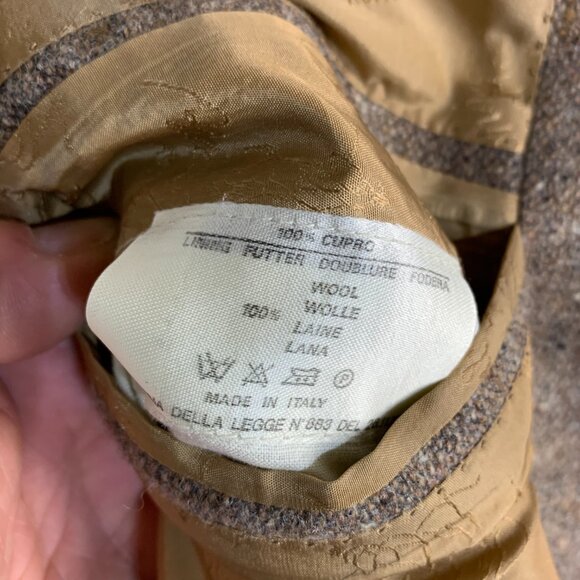 100% CUPRO
LINING FUTTER DOUBLURE FODERA
WOOL
100% WOLLE
LAINE
LANA
P
MADE IN ITALY
DELLA LEGGE N°883 DEL